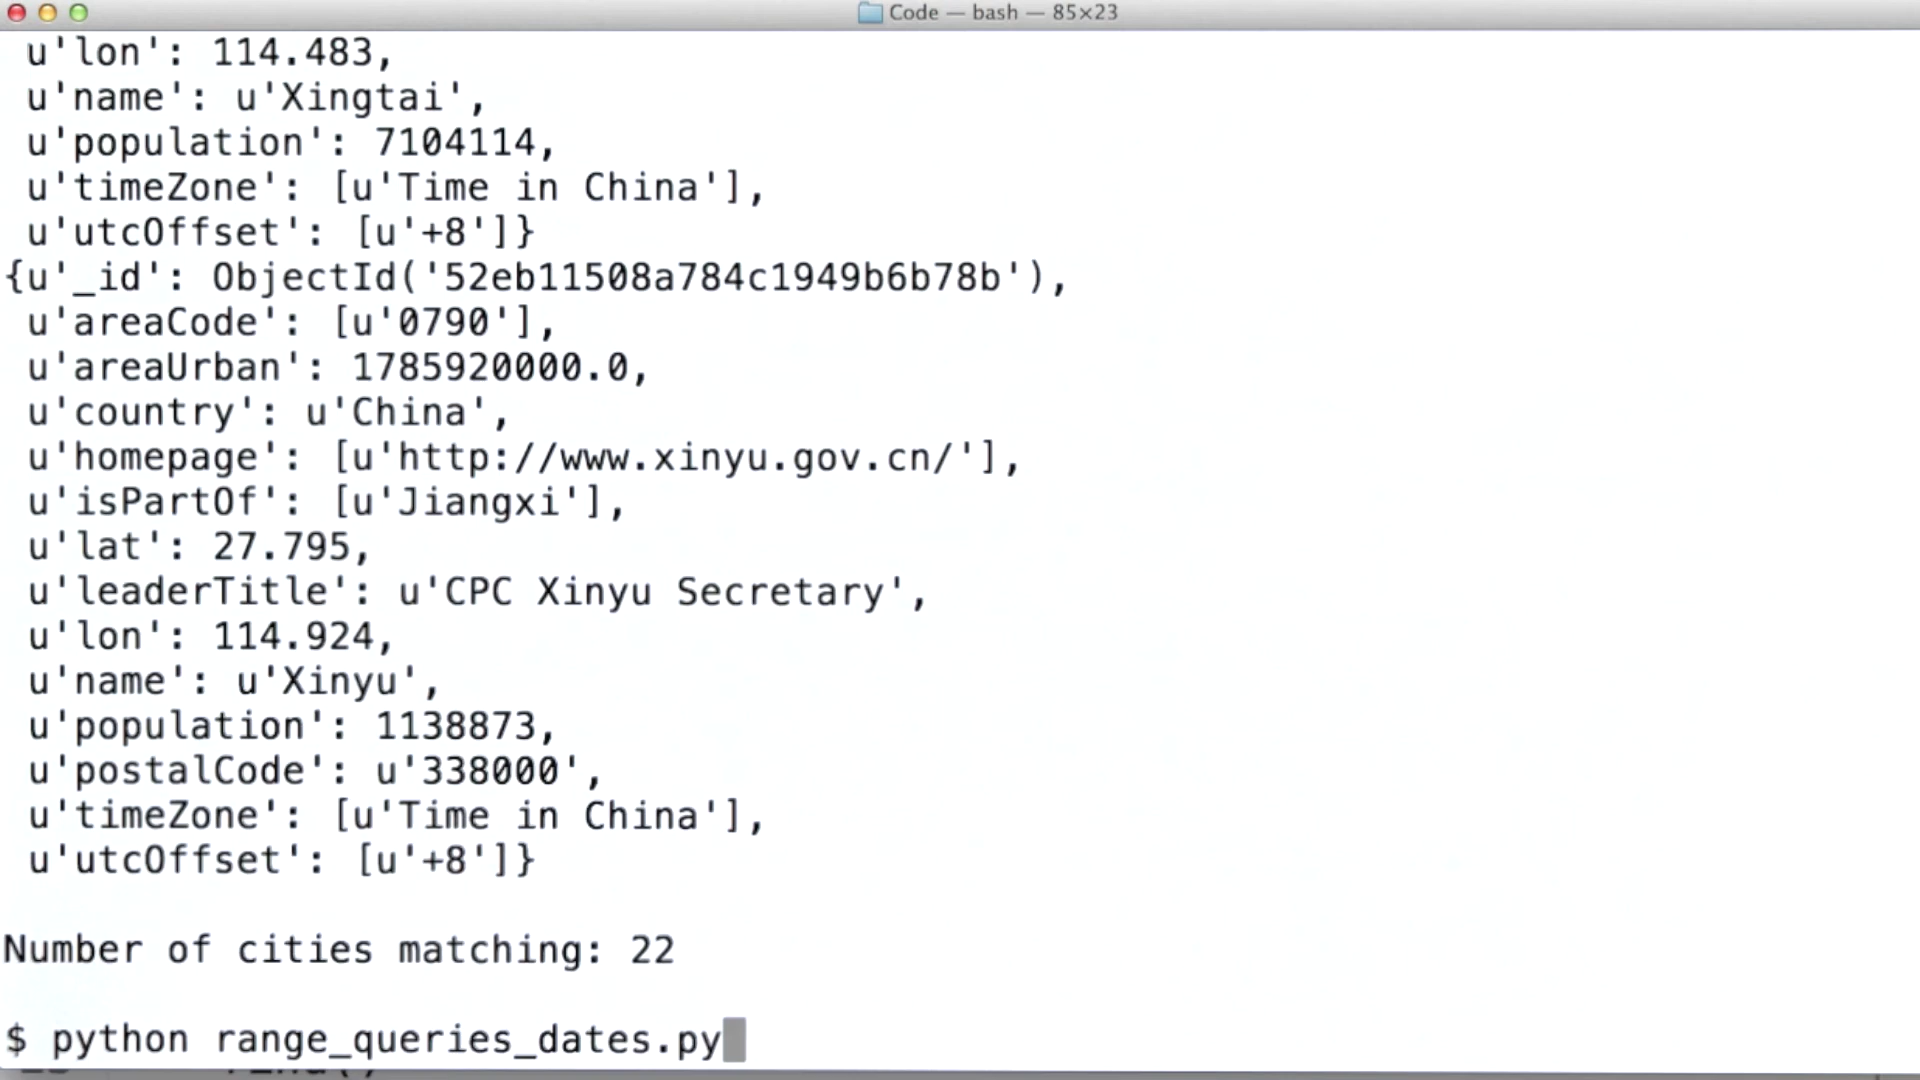 Code — bash — 85×23
u'lon': 114.483,
u'name': u'Xingtai',
u'population': 7104114,
u'timeZone': [u'Time in China'],
u'utcOffset': [u'+8']}
{u'_id': ObjectId('52eb11508a784c1949b6b78b'),
u'areaCode': [u'0790'],
u'areaUrban': 1785920000.0,
u'country': u'China',
u'homepage': [u'http://www.xinyu.gov.cn/'],
u'isPartOf': [u'Jiangxi'],
u'lat': 27.795,
u'leaderTitle': u'CPC Xinyu Secretary',
u'lon': 114.924,
u'name': u'Xinyu',
u'population': 1138873,
u'postalCode': u'338000',
u'timeZone': [u'Time in China'],
u'utcOffset': [u'+8']}
Number of cities matching: 22
$ python range_queries_dates.py